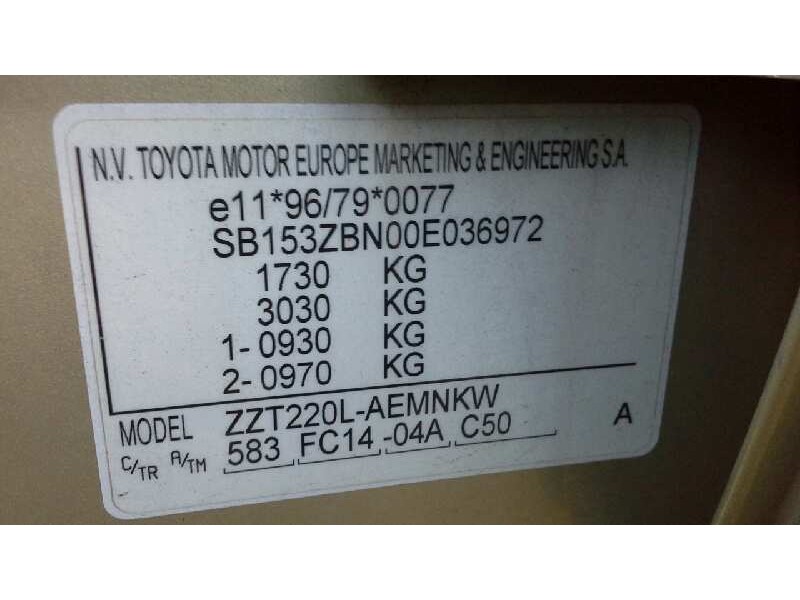 N.V. TOYOTA MOTOR EUROPE MARKETING & ENGINEERING S.A.
e11*96/79*0077
SB153ZBN00E036972
1730 KG
3030 KG
1- 0930 KG
2- 0970 KG
MODEL ZZT220L-AEMNKW A
C/TR A/TM 583 FC14 -04A C50